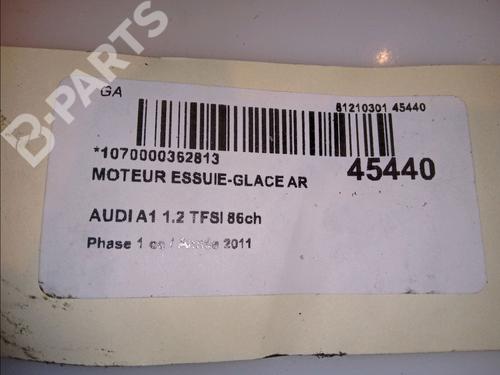 GA
81210301 45440
*1070000362813
45440
MOTEUR ESSUIE-GLACE AR
AUDI A1 1.2 TFSI 86ch
Phase 1 / Année 2011
B-PARTS